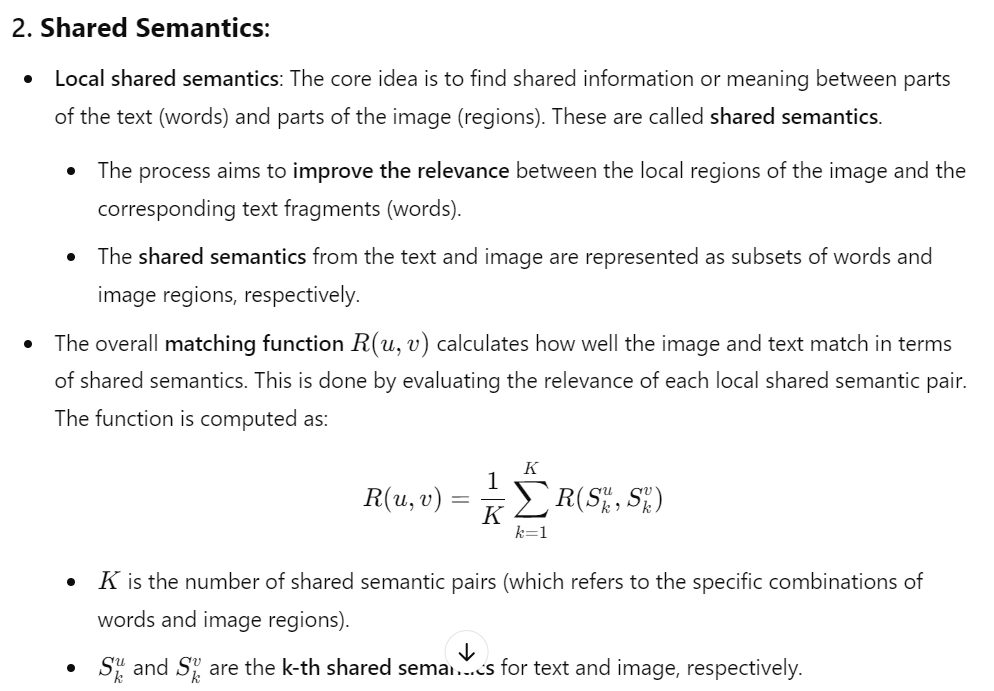 2. Shared Semantics:
• Local shared semantics: The core idea is to find shared information or meaning between parts
of the text (words) and parts of the image (regions). These are called shared semantics.
• The process aims to improve the relevance between the local regions of the image and the
corresponding text fragments (words).
• The shared semantics from the text and image are represented as subsets of words and
image regions, respectively.
• The overall matching function R(u, v) calculates how well the image and text match in terms
of shared semantics. This is done by evaluating the relevance of each local shared semantic pair.
The function is computed as:
R(u, v) = \frac{1}{K} \sum_{k=1}^{K} R(S_k^u, S_k^v)
• K is the number of shared semantic pairs (which refers to the specific combinations of
words and image regions).
• S_k^u and S_k^v are the k-th shared semantics for text and image, respectively.